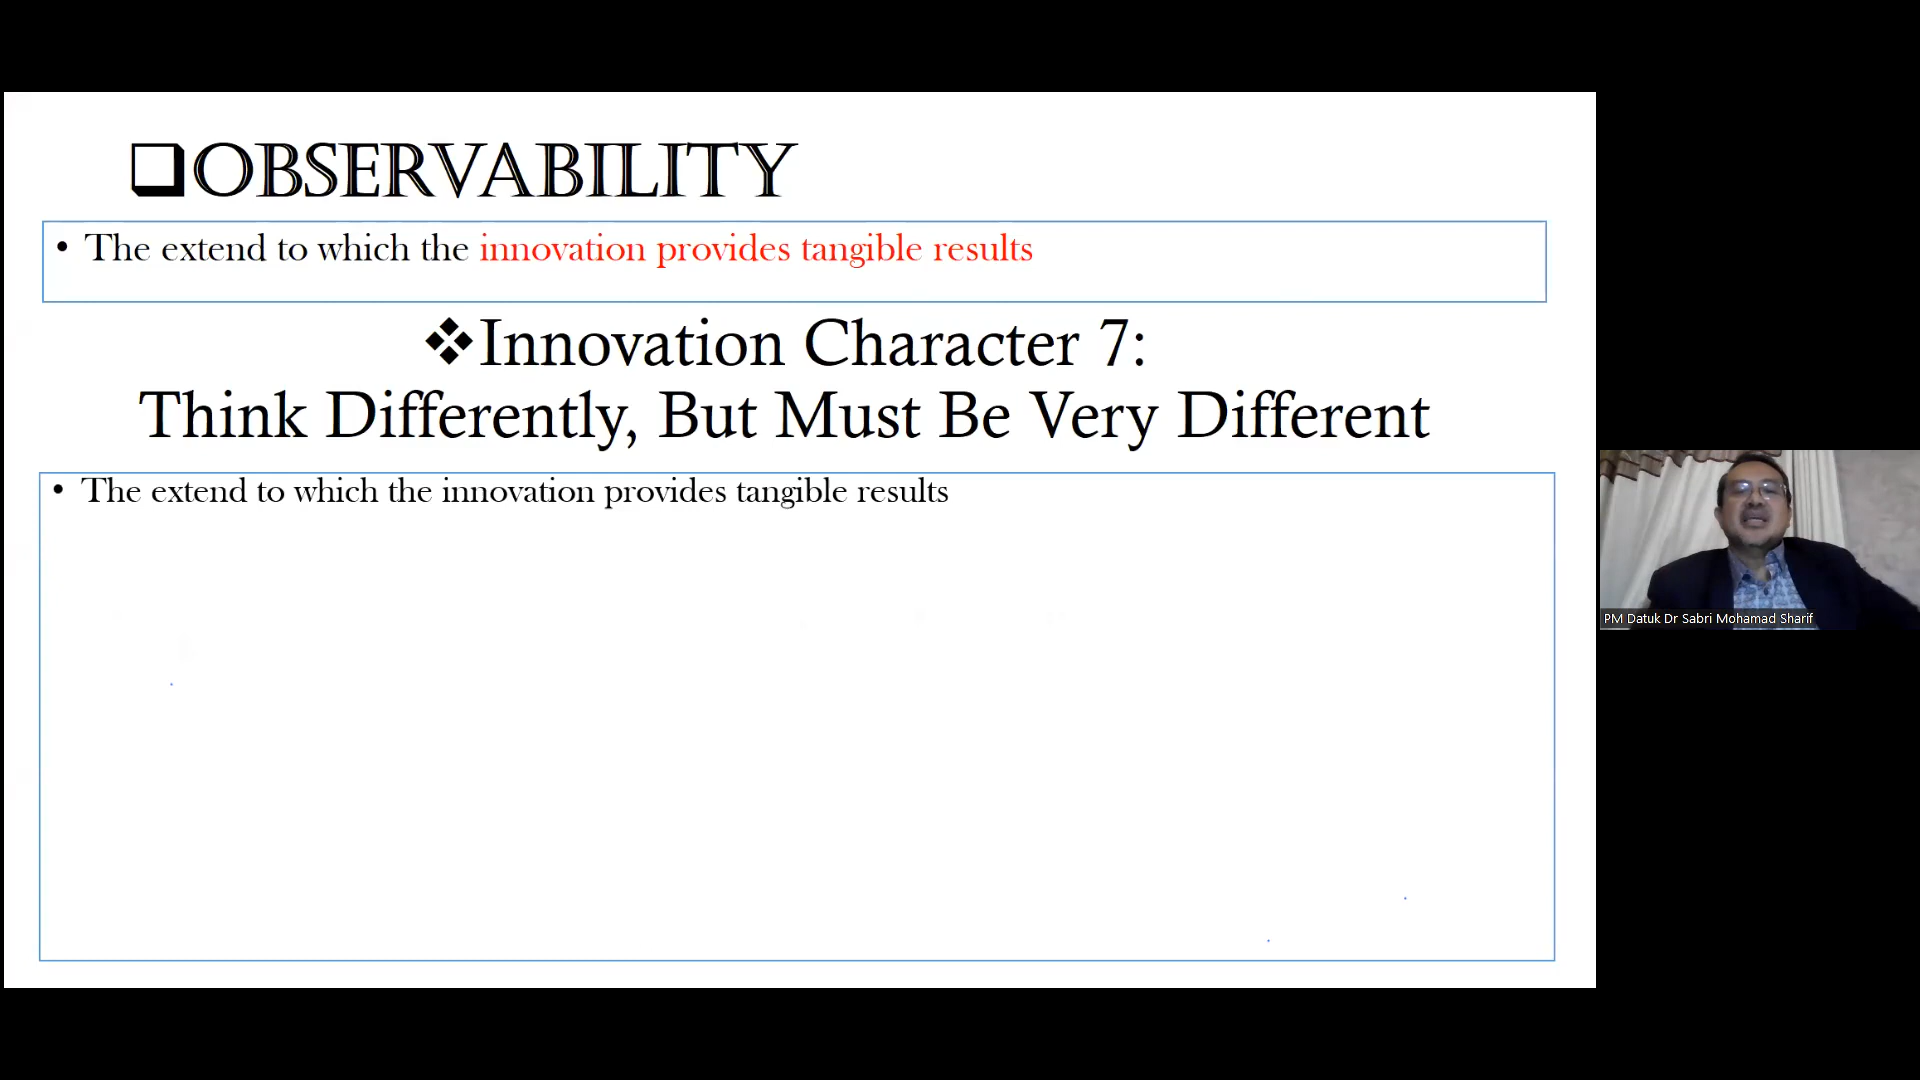 ❑OBSERVABILITY
• The extend to which the innovation provides tangible results
❖Innovation Character 7:
Think Differently, But Must Be Very Different
• The extend to which the innovation provides tangible results
PM Datuk Dr Sabri Mohamad Sharif